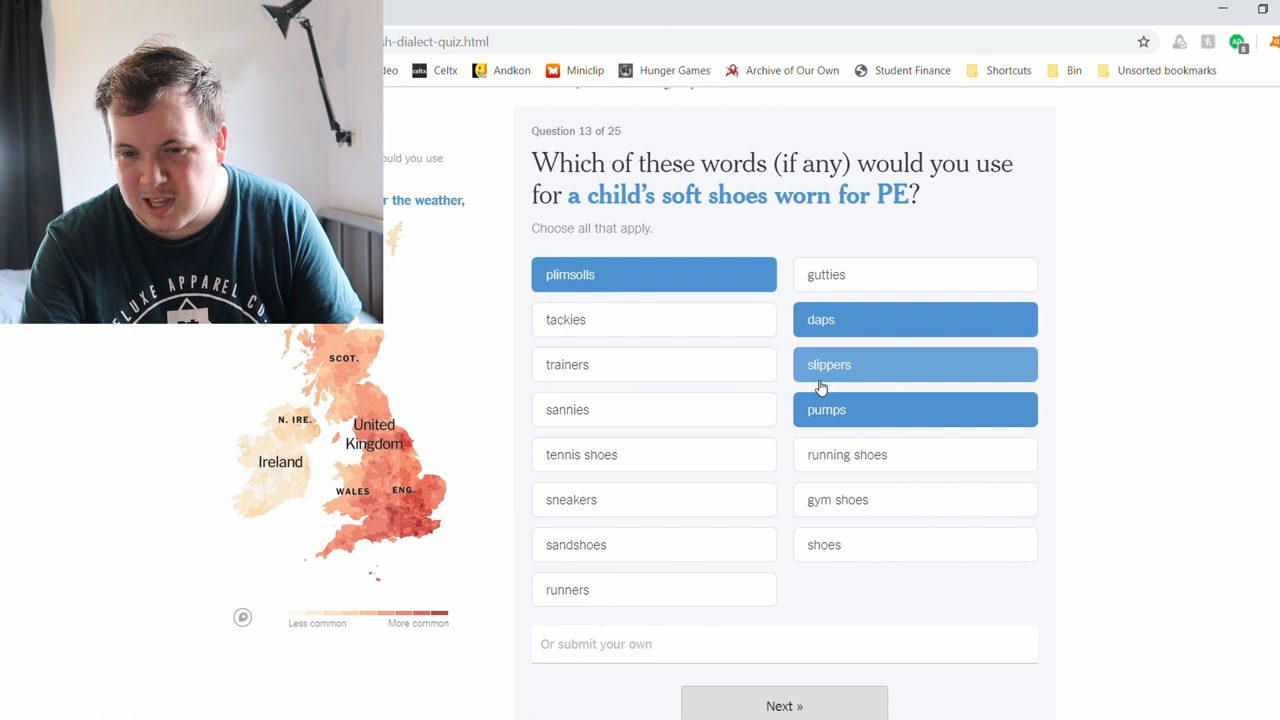 sh-dialect-quiz.html
8
deo
Celtx
Andkon
Miniclip
Hunger Games
Archive of Our Own
Student Finance
Shortcuts
Bin
Unsorted bookmarks
ould you use
r the weather,
APPAREL CO.
SCOT.
N. IRE.
United
Kingdom
Ireland
WALES
ENG.
Less common
More common
Question 13 of 25
Which of these words (if any) would you use
for a child's soft shoes worn for PE?
Choose all that apply.
plimsolls
gutties
tackies
daps
trainers
slippers
sannies
pumps
tennis shoes
running shoes
sneakers
gym shoes
sandshoes
shoes
runners
Or submit your own
Next »